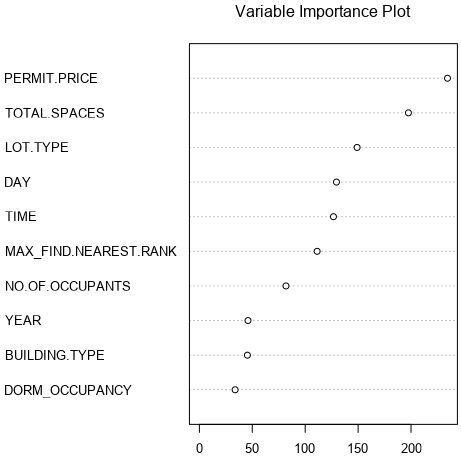 Variable Importance Plot
PERMIT.PRICE
TOTAL.SPACES
LOT.TYPE
DAY
TIME
MAX_FIND.NEAREST.RANK
NO.OF.OCCUPANTS
YEAR
BUILDING.TYPE
DORM_OCCUPANCY
0 50 100 150 200